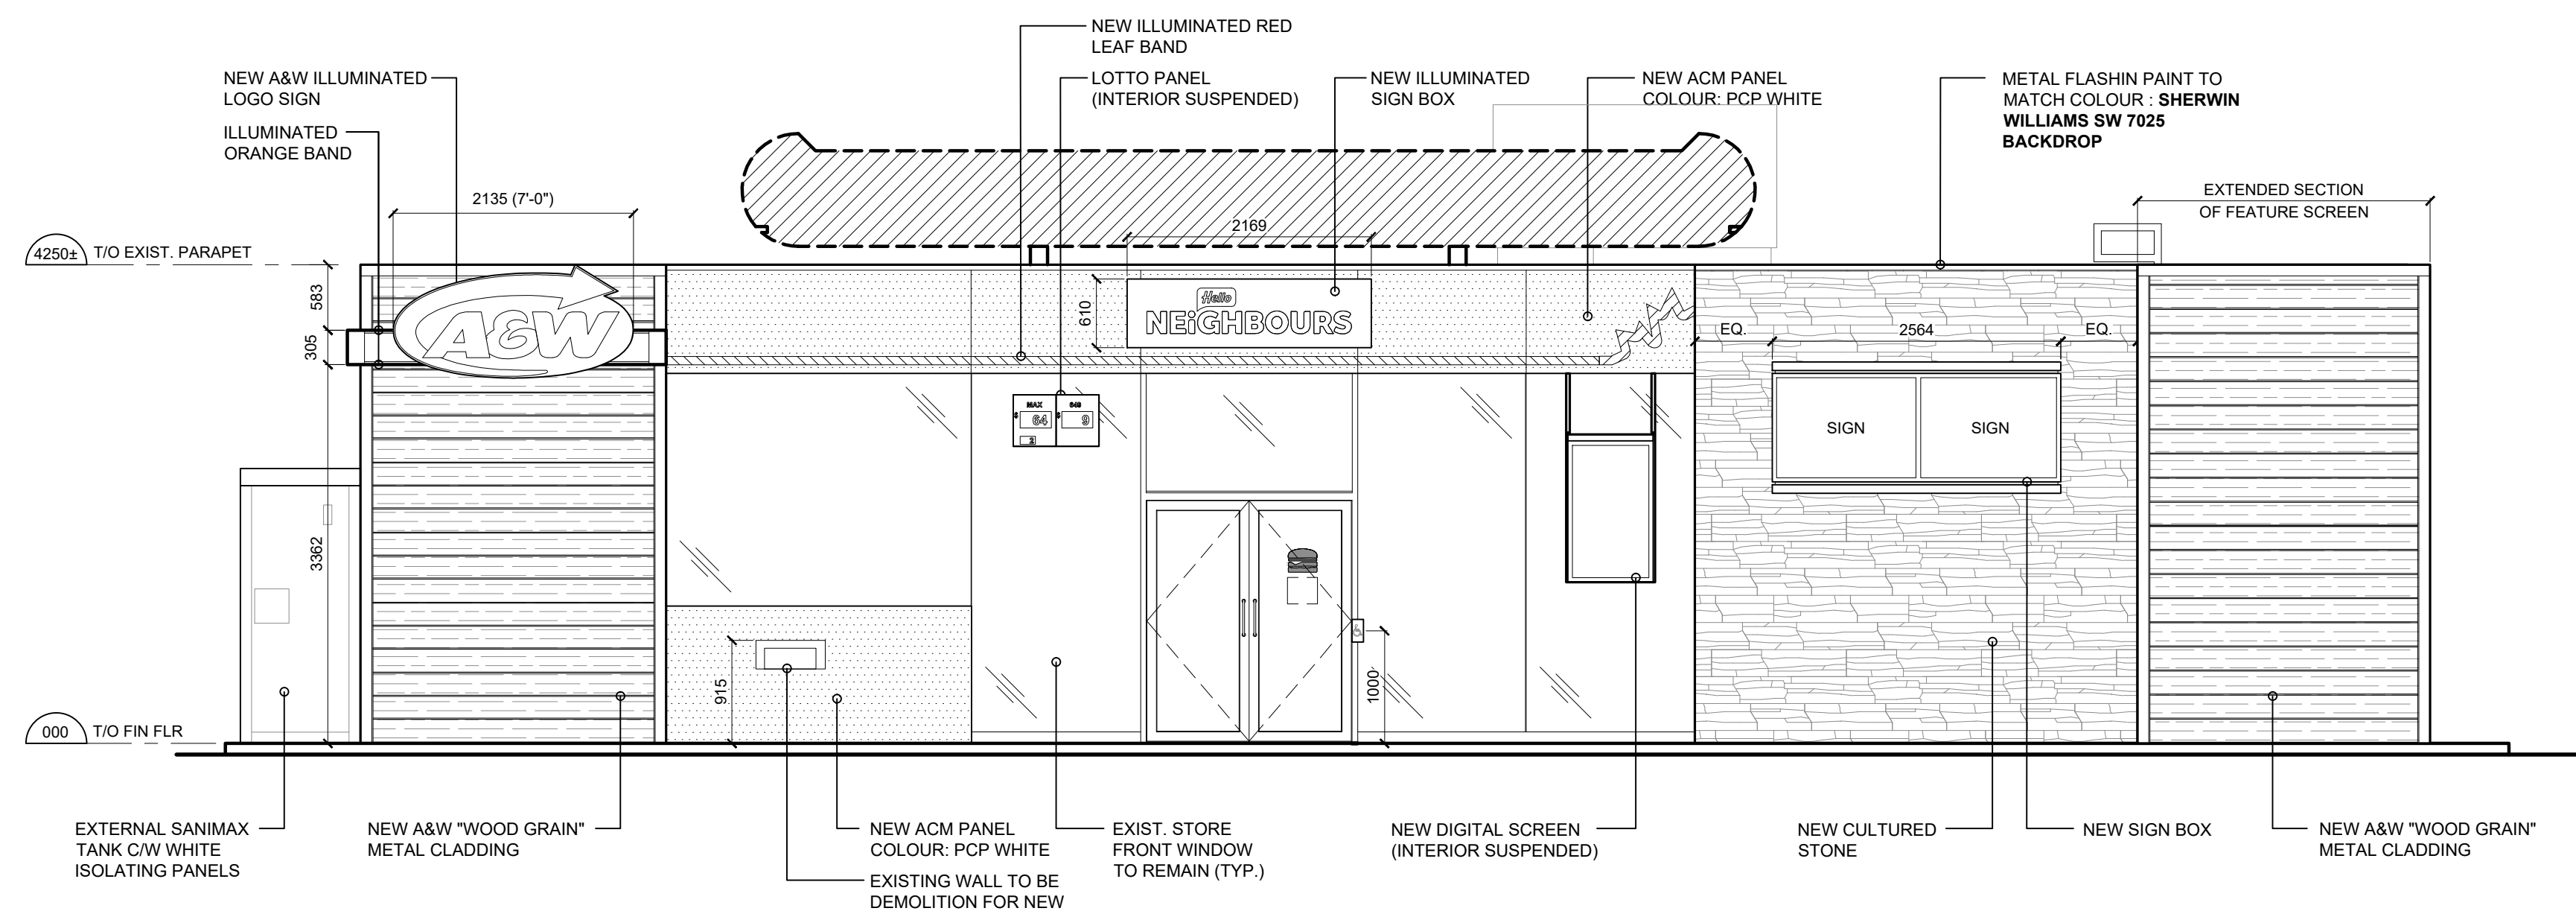 NEW ILLUMINATED RED
LEAF BAND
NEW A&W ILLUMINATED
LOGO SIGN
LOTTO PANEL
(INTERIOR SUSPENDED)
NEW ILLUMINATED
SIGN BOX
NEW ACM PANEL
COLOUR: PCP WHITE
METAL FLASHIN PAINT TO
MATCH COLOUR : SHERWIN
WILLIAMS SW 7025
BACKDROP
ILLUMINATED
ORANGE BAND
2135 (7'-0")
2169
EXTENDED SECTION
OF FEATURE SCREEN
4250± T/O EXIST. PARAPET
583
305
3362
A&W
610
Hello
NEiGHBOURS
EQ. 2564 EQ.
MAX 649
64 9
2
SIGN SIGN
915
1000
000 T/O FIN FLR
EXTERNAL SANIMAX
TANK C/W WHITE
ISOLATING PANELS
NEW A&W "WOOD GRAIN"
METAL CLADDING
NEW ACM PANEL
COLOUR: PCP WHITE
EXISTING WALL TO BE
DEMOLITION FOR NEW
EXIST. STORE
FRONT WINDOW
TO REMAIN (TYP.)
NEW DIGITAL SCREEN
(INTERIOR SUSPENDED)
NEW CULTURED
STONE
NEW SIGN BOX
NEW A&W "WOOD GRAIN"
METAL CLADDING